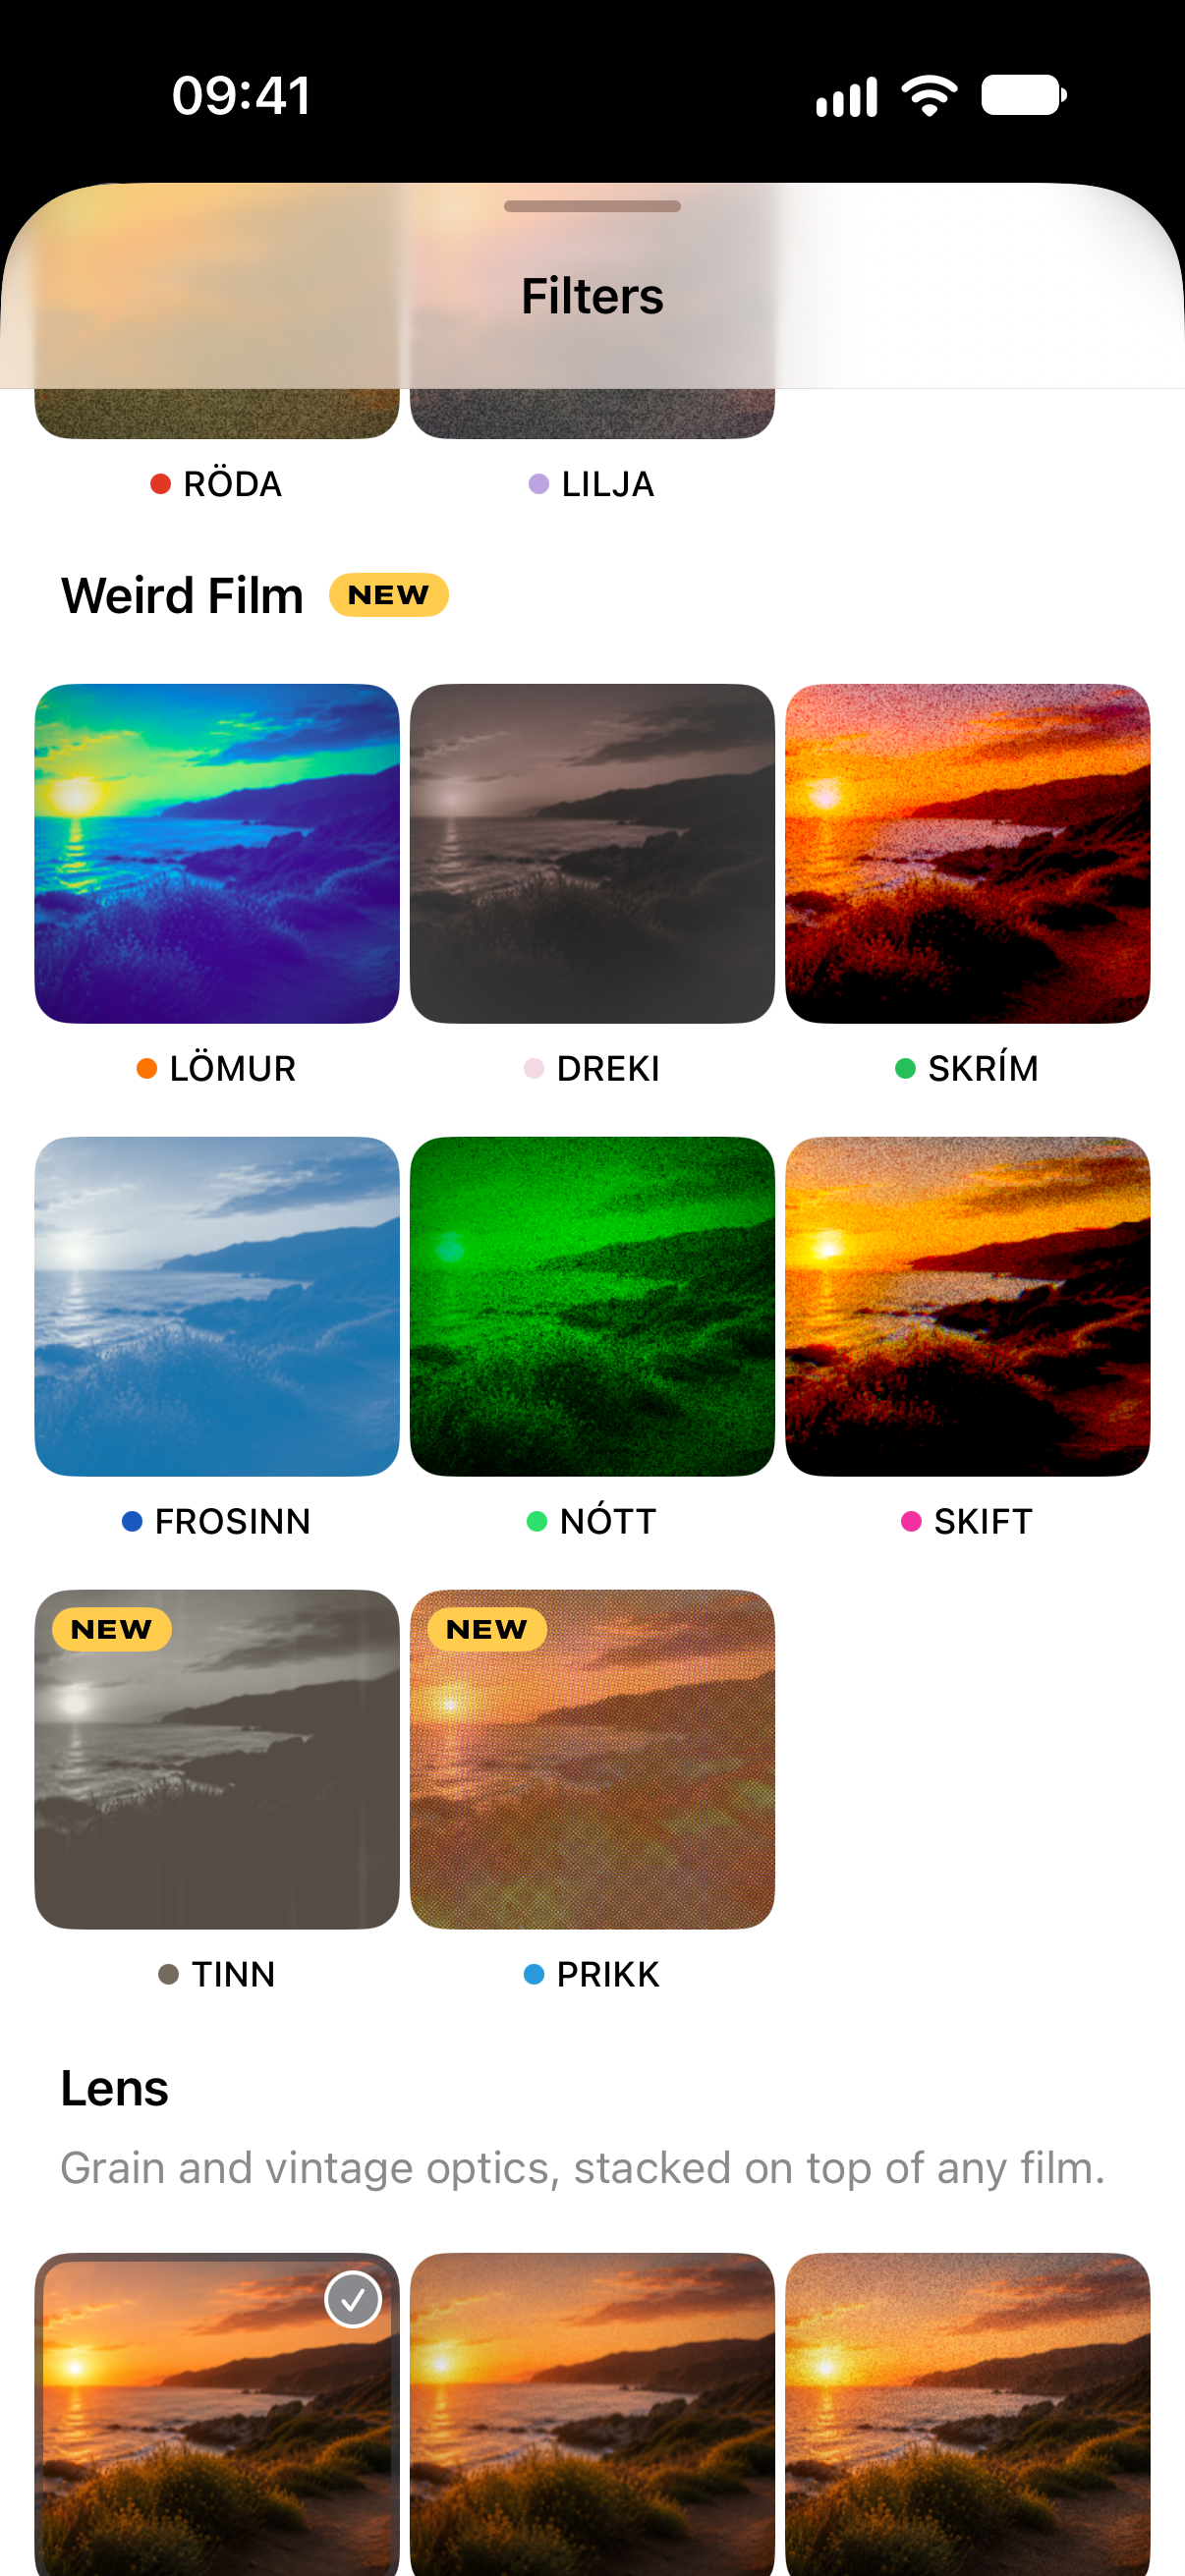 09:41
Filters
RÖDA
LILJA
Weird Film NEW
LÖMUR
DREKI
SKRÍM
FROSINN
NÓTT
SKIFT
NEW
NEW
TINN
PRIKK
Lens
Grain and vintage optics, stacked on top of any film.